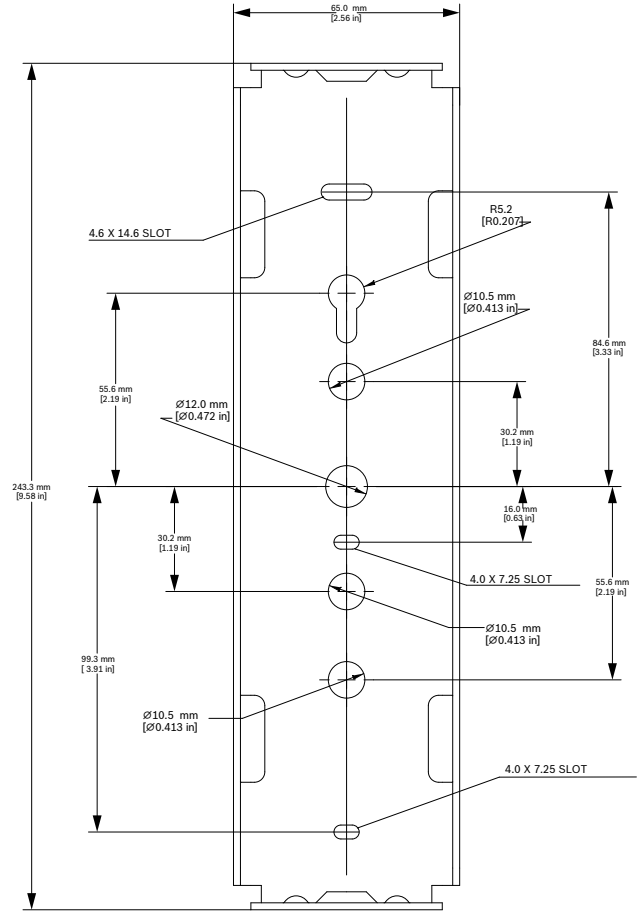 65.0 mm
[2.56 in]
4.6 X 14.6 SLOT
R5.2
[R0.207]
Ø10.5 mm
[Ø0.413 in]
84.6 mm
[3.33 in]
55.6 mm
[2.19 in]
Ø12.0 mm
[Ø0.472 in]
30.2 mm
[1.19 in]
243.3 mm
[9.58 in]
16.0 mm
[0.63 in]
30.2 mm
[1.19 in]
4.0 X 7.25 SLOT
55.6 mm
[2.19 in]
Ø10.5 mm
[Ø0.413 in]
99.3 mm
[ 3.91 in]
Ø10.5 mm
[Ø0.413 in]
4.0 X 7.25 SLOT